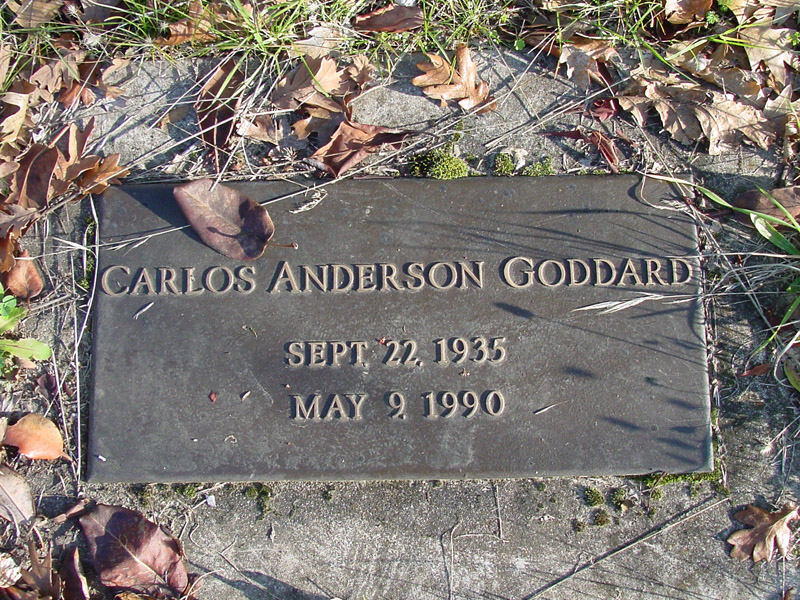 CARLOS ANDERSON GODDARD
SEPT. 22, 1935
MAY 9, 1990